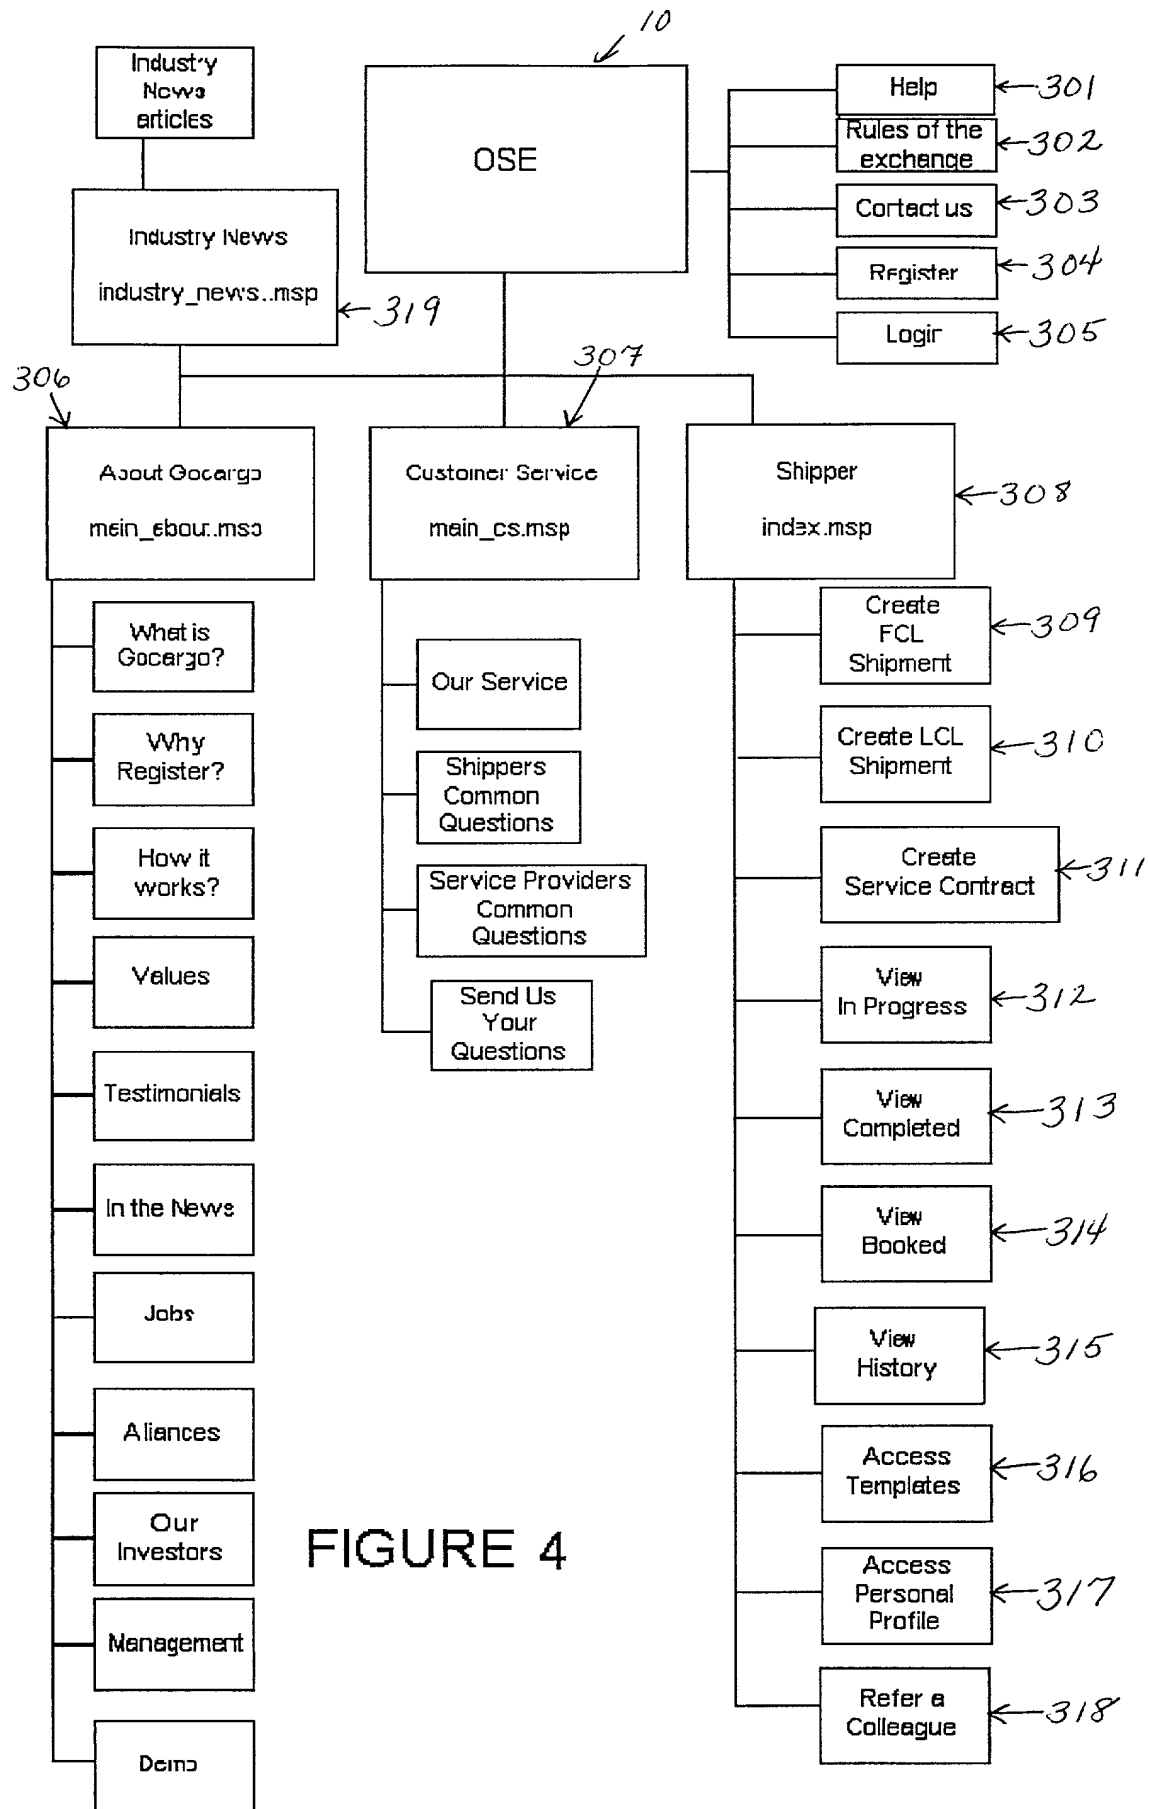 10
Industry
News
articles
OSE
Help
301
Rules of the
exchange
302
Contact us
303
Register
304
Login
305
Industry News
industry_news..msp
319
306
307
About Gocargo
main_about.msp
Customer Service
main_cs.msp
Shipper
index.msp
308
What is
Gocargo?
Why
Register?
How it
works?
Values
Testimonials
In the News
Jobs
Aliances
Our
Investors
Management
Demo
Our Service
Shippers
Common
Questions
Service Providers
Common
Questions
Send Us
Your
Questions
Create
FCL
Shipment
309
Create LCL
Shipment
310
Create
Service Contract
311
View
In Progress
312
View
Completed
313
View
Booked
314
View
History
315
Access
Templates
316
Access
Personal
Profile
317
Refer a
Colleague
318
FIGURE 4